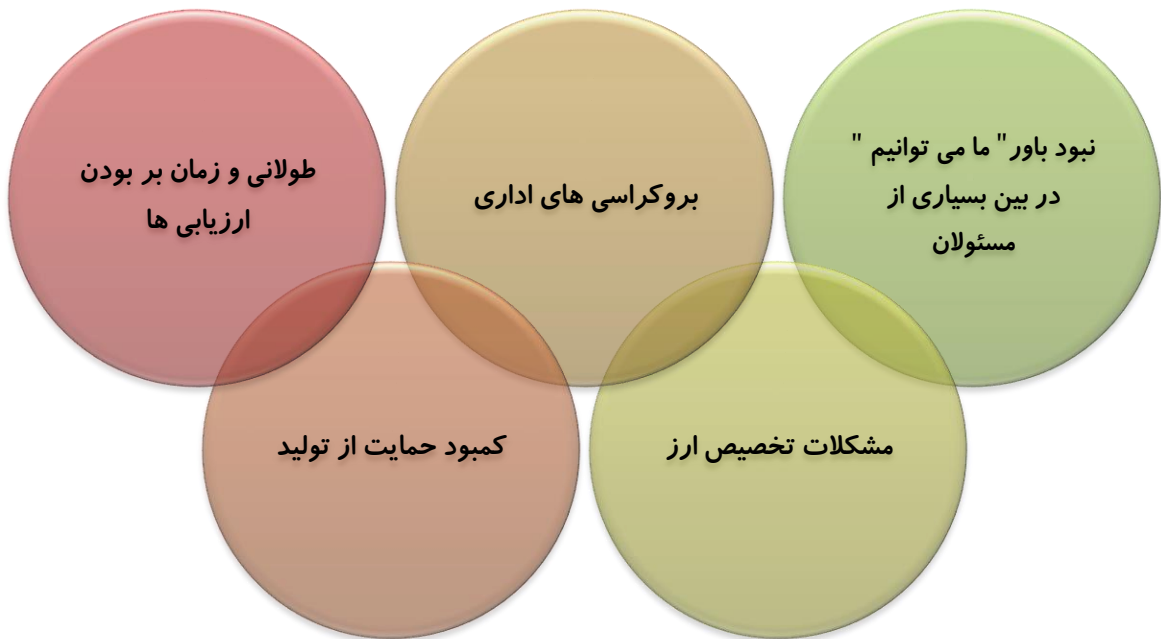 نبود باور" ما می توانیم "
در بین بسیاری از
مسئولان
بروکراسی های اداری
طولانی و زمان بر بودن
ارزیابی ها
مشکلات تخصیص ارز
کمبود حمایت از تولید